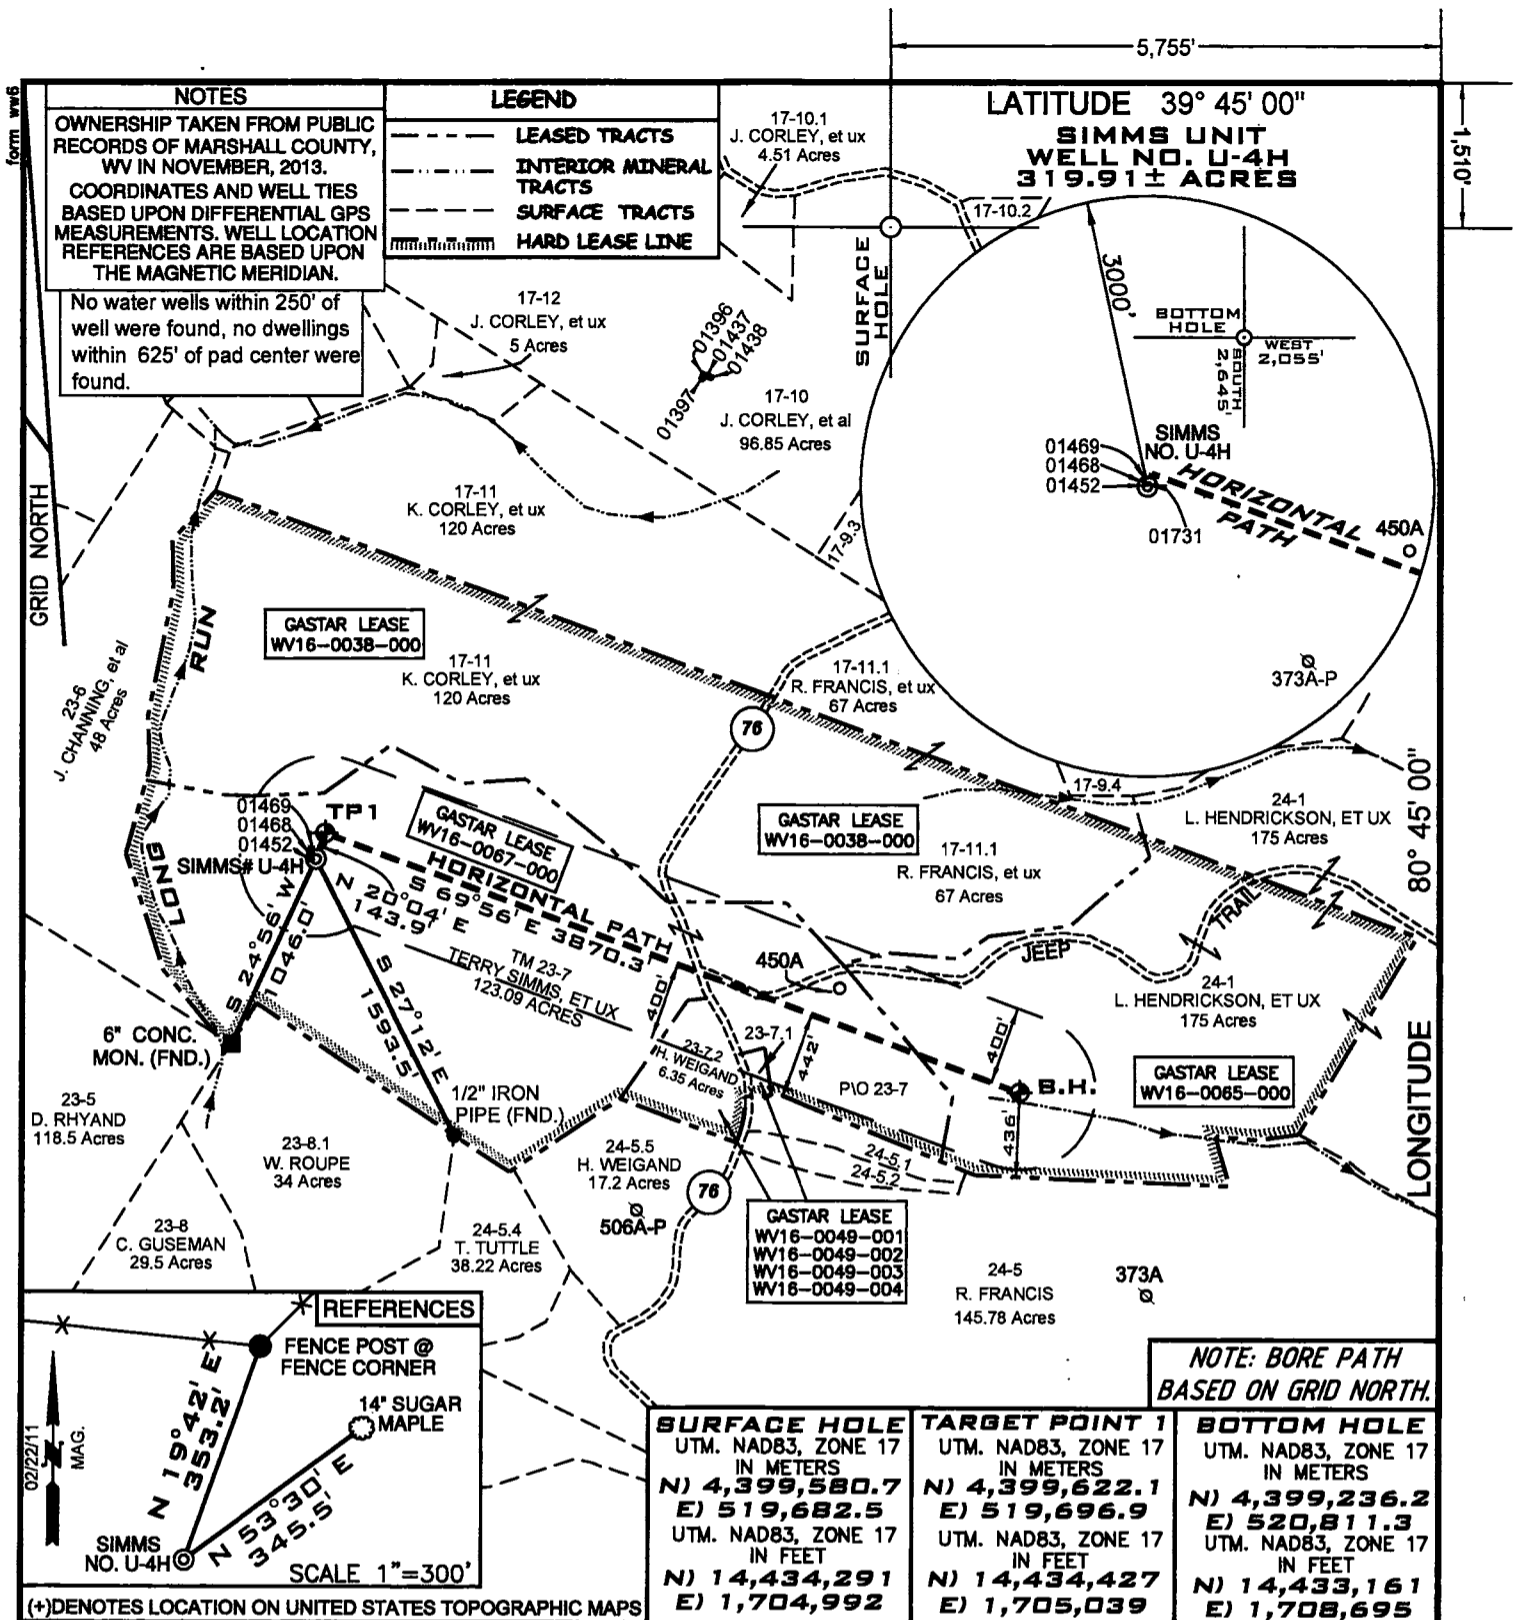 5,755'
form ww6
NOTES
OWNERSHIP TAKEN FROM PUBLIC
RECORDS OF MARSHALL COUNTY,
WV IN NOVEMBER, 2013.
COORDINATES AND WELL TIES
BASED UPON DIFFERENTIAL GPS
MEASUREMENTS. WELL LOCATION
REFERENCES ARE BASED UPON
THE MAGNETIC MERIDIAN.
No water wells within 250' of
well were found, no dwellings
within 625' of pad center were
found.
LEGEND
LEASED TRACTS
INTERIOR MINERAL
TRACTS
SURFACE TRACTS
HARD LEASE LINE
17-10.1
J. CORLEY, et ux
4.51 Acres
LATITUDE 39° 45' 00"
SIMMS UNIT
WELL NO. U-4H
319.91± ACRES
1,510'
17-10.2
SURFACE
HOLE
3000'
BOTTOM
HOLE
WEST
2,055'
SOUTH
2,645'
SIMMS
NO. U-4H
01469
01468
01452
01731
HORIZONTAL
PATH
450A
373A-P
17-12
J. CORLEY, et ux
5 Acres
01396
01437
01438
01397
17-10
J. CORLEY, et al
96.85 Acres
17-11
K. CORLEY, et ux
120 Acres
17-9.3
GRID NORTH
GASTAR LEASE
WV16-0038-000
17-11
K. CORLEY, et ux
120 Acres
RUN
23-6
J. CHANNING, et al
48 Acres
17-11.1
R. FRANCIS, et ux
67 Acres
76
17-9.4
24-1
L. HENDRICKSON, ET UX
175 Acres
80° 45' 00"
LONGITUDE
01469
01468
01452
SIMMS# U-4H
TP1
GASTAR LEASE
WV16-0067-000
GASTAR LEASE
WV16-0038-000
17-11.1
R. FRANCIS, et ux
67 Acres
LONG
HORIZONTAL PATH
S 69°56' E 3870.3'
N 20°04' E
143.9'
TM 23-7
TERRY SIMMS, ET UX
123.09 ACRES
S 24°56' W
1046.0'
S 27°12' E
1593.5'
450A
JEEP
TRAIL
24-1
L. HENDRICKSON, ET UX
175 Acres
400'
23-7.2
H. WEIGAND
6.35 Acres
23-7.1
442'
P\O 23-7
400'
B.H.
436'
GASTAR LEASE
WV16-0065-000
6" CONC.
MON. (FND.)
1/2" IRON
PIPE (FND.)
23-5
D. RHYAND
118.5 Acres
23-8.1
W. ROUPE
34 Acres
24-5.5
H. WEIGAND
17.2 Acres
506A-P
76
24-5.1
24-5.2
23-8
C. GUSEMAN
29.5 Acres
24-5.4
T. TUTTLE
38.22 Acres
GASTAR LEASE
WV16-0049-001
WV16-0049-002
WV16-0049-003
WV16-0049-004
24-5
R. FRANCIS
145.78 Acres
373A
REFERENCES
FENCE POST @
FENCE CORNER
14" SUGAR
MAPLE
N 19°42' E
353.2'
N 53°30' E
345.5'
02/22/11
N
MAG.
SIMMS
NO. U-4H
SCALE 1"=300'
(+)DENOTES LOCATION ON UNITED STATES TOPOGRAPHIC MAPS
NOTE: BORE PATH
BASED ON GRID NORTH.
SURFACE HOLE
UTM. NAD83, ZONE 17
IN METERS
N) 4,399,580.7
E) 519,682.5
UTM. NAD83, ZONE 17
IN FEET
N) 14,434,291
E) 1,704,992
TARGET POINT 1
UTM. NAD83, ZONE 17
IN METERS
N) 4,399,622.1
E) 519,696.9
UTM. NAD83, ZONE 17
IN FEET
N) 14,434,427
E) 1,705,039
BOTTOM HOLE
UTM. NAD83, ZONE 17
IN METERS
N) 4,399,236.2
E) 520,811.3
UTM. NAD83, ZONE 17
IN FEET
N) 14,433,161
E) 1,708,695